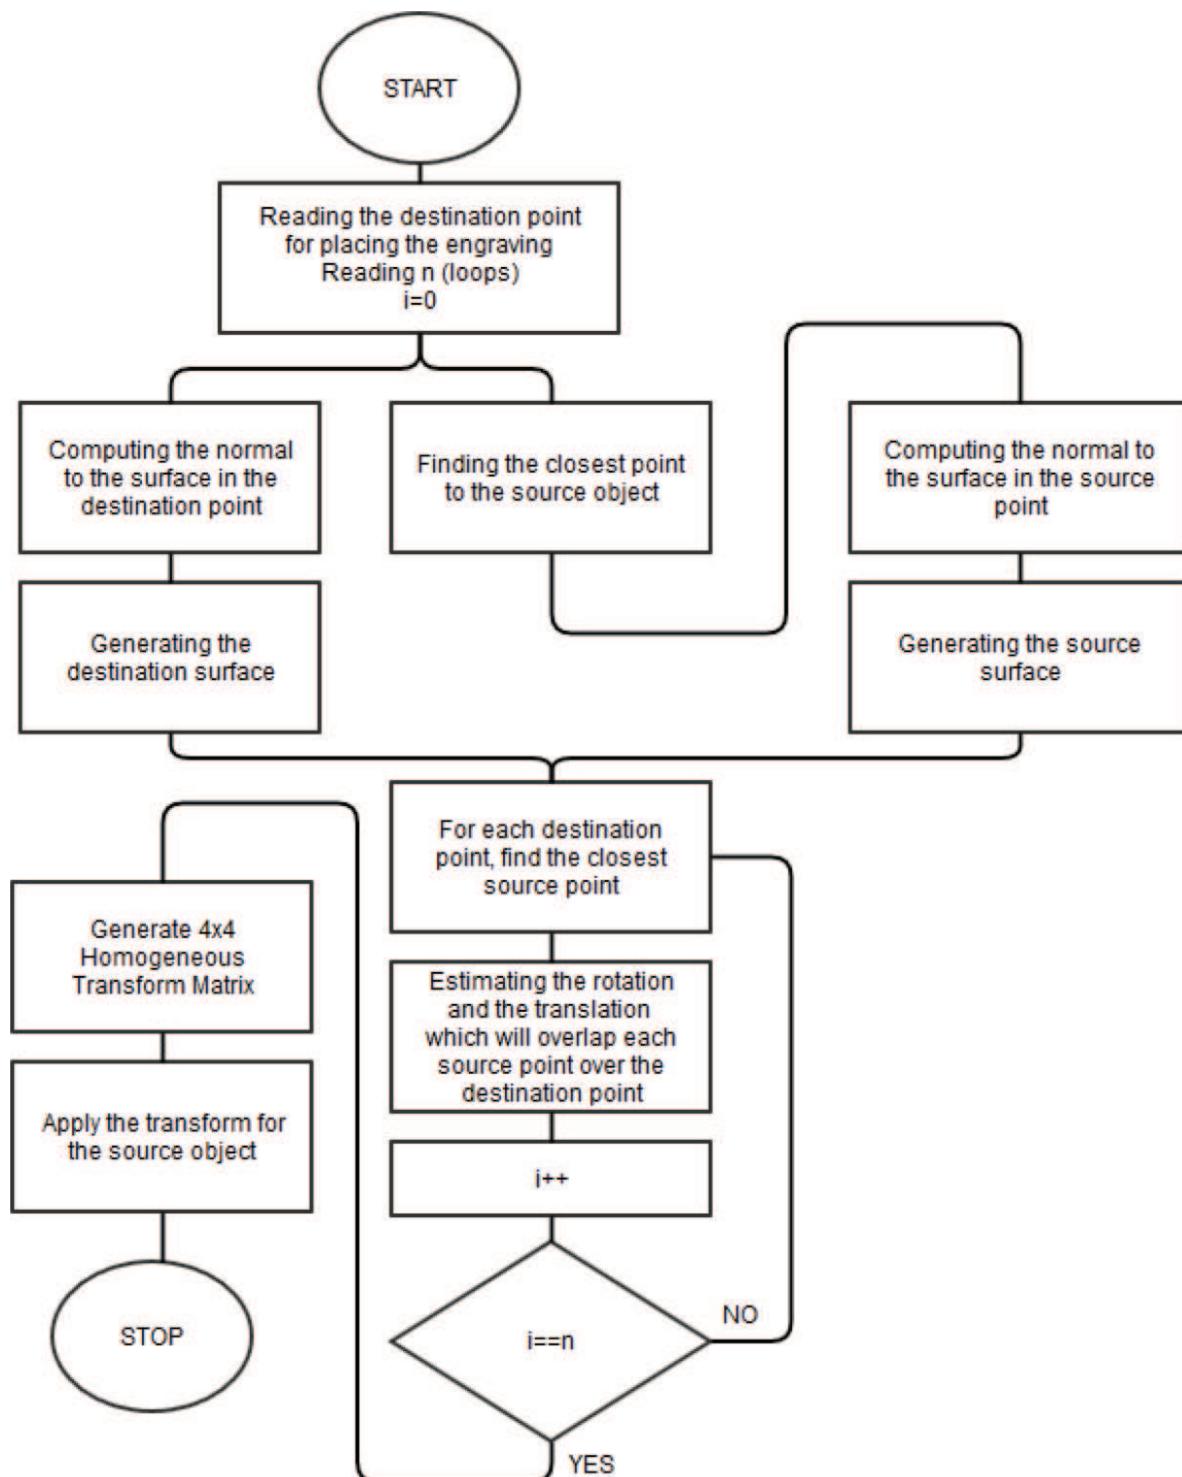 START
Reading the destination point
for placing the engraving
Reading n (loops)
i=0
Computing the normal
to the surface in the
destination point
Finding the closest point
to the source object
Computing the normal to
the surface in the source
point
Generating the
destination surface
Generating the source
surface
For each destination
point, find the closest
source point
Generate 4x4
Homogeneous
Transform Matrix
Estimating the rotation
and the translation
which will overlap each
source point over the
destination point
Apply the transform for
the source object
i++
STOP
i==n
NO
YES